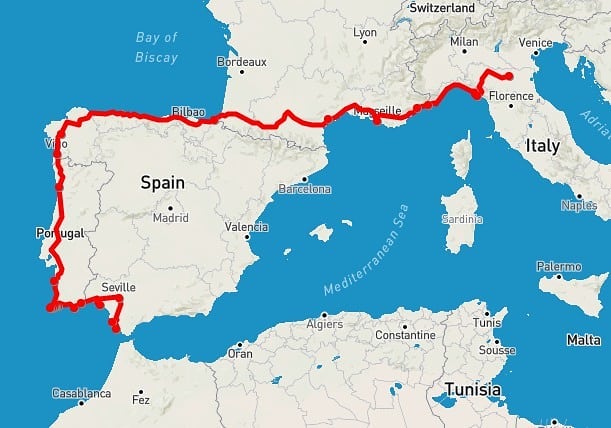 Switzerland
Lyon
Milan
Venice
Bay of
Biscay
Bordeaux
Florence
Adria
Bilbao
Marseille
Vigo
Italy
Spain
Barcelona
Madrid
Sardinia
Naples
Portugal
Valencia
Mediterranean Sea
Palermo
Seville
Algiers
Tunis
Malta
Constantine
Oran
Sousse
Casablanca
Fez
Tunisia